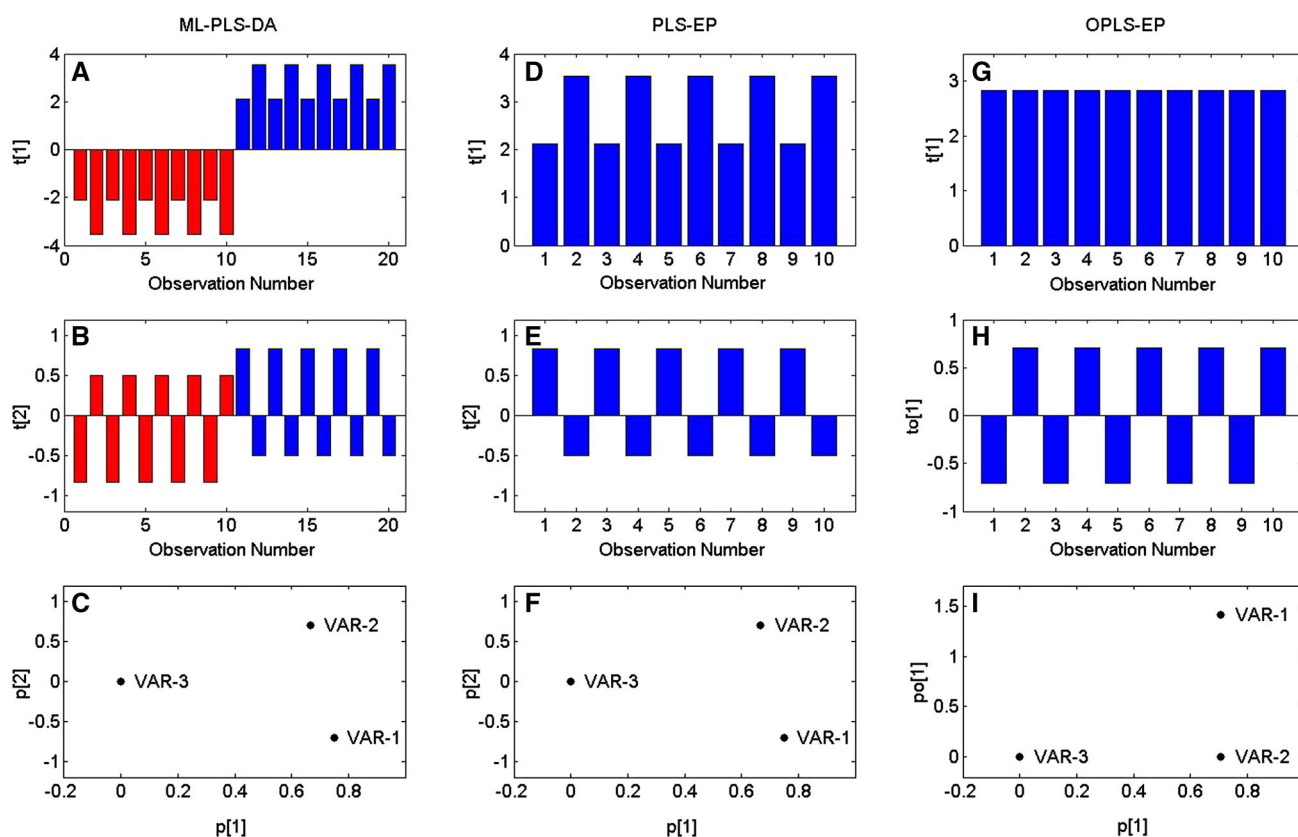 ML-PLS-DA
PLS-EP
OPLS-EP
A
4
2
0
-2
-4
t[1]
0 5 10 15 20
Observation Number
D
4
3
2
1
0
t[1]
1 2 3 4 5 6 7 8 9 10
Observation Number
G
3
2
1
0
t[1]
1 2 3 4 5 6 7 8 9 10
Observation Number
B
1
0.5
0
-0.5
-1
t[2]
0 5 10 15 20
Observation Number
E
1
0.5
0
-0.5
-1
t[2]
1 2 3 4 5 6 7 8 9 10
Observation Number
H
1
0.5
0
-0.5
-1
to[1]
1 2 3 4 5 6 7 8 9 10
Observation Number
C
1
0.5
0
-0.5
-1
p[2]
VAR-2
VAR-3
VAR-1
-0.2 0 0.2 0.4 0.6 0.8
p[1]
F
1
0.5
0
-0.5
-1
p[2]
VAR-2
VAR-3
VAR-1
-0.2 0 0.2 0.4 0.6 0.8
p[1]
I
1.5
1
0.5
0
po[1]
VAR-1
VAR-3
VAR-2
-0.2 0 0.2 0.4 0.6 0.8
p[1]